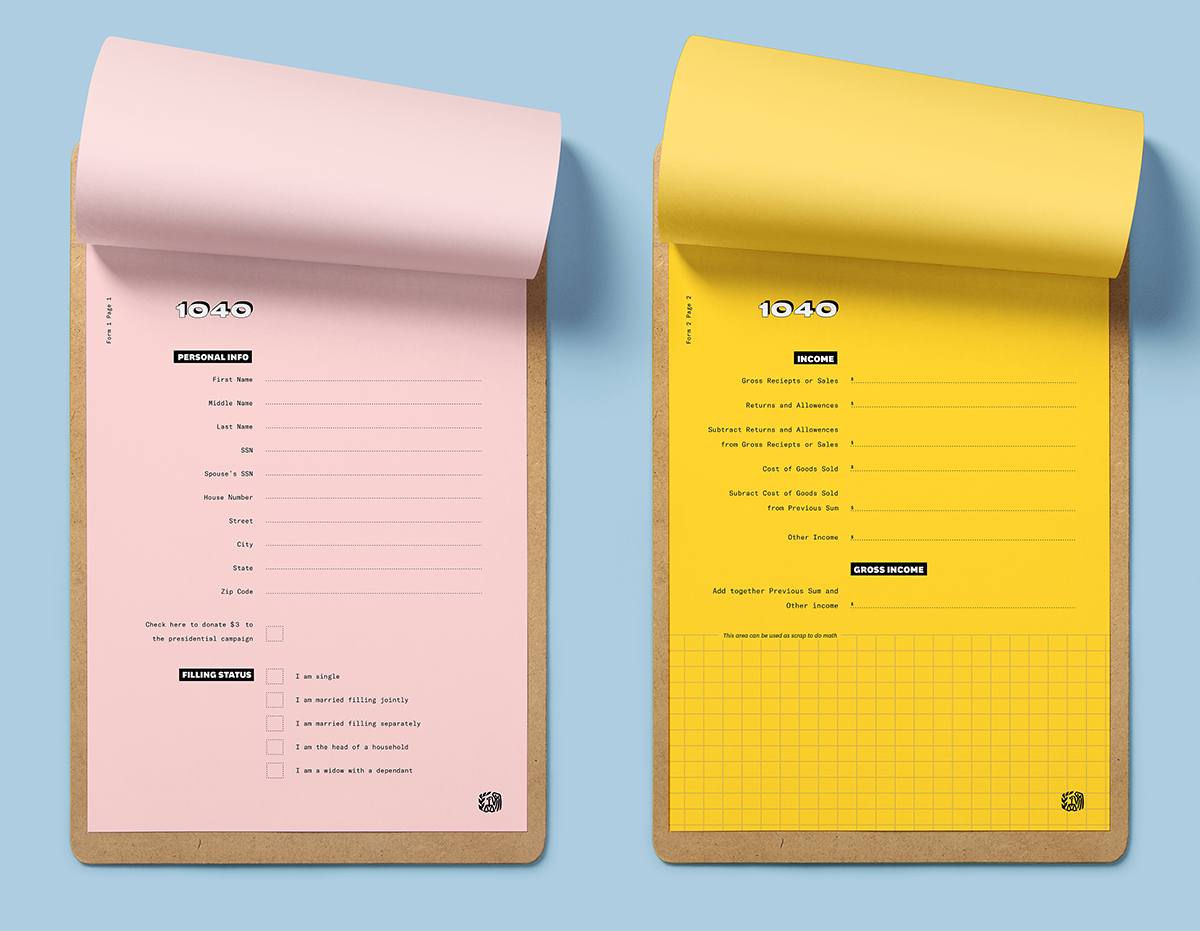 Form 1 Page 1
1040
PERSONAL INFO
First Name
Middle Name
Last Name
SSN
Spouse's SSN
House Number
Street
City
State
Zip Code
Check here to donate $3 to
the presidential campaign
FILLING STATUS
I am single
I am married filling jointly
I am married filling separately
I am the head of a household
I am a widow with a dependant
Form 2 Page 2
1040
INCOME
Gross Reciepts or Sales $
Returns and Allowences $
Subtract Returns and Allowences
from Gross Reciepts or Sales $
Cost of Goods Sold $
Subract Cost of Goods Sold
from Previous Sum $
Other Income $
GROSS INCOME
Add together Previous Sum and
Other income $
This area can be used as scrap to do math